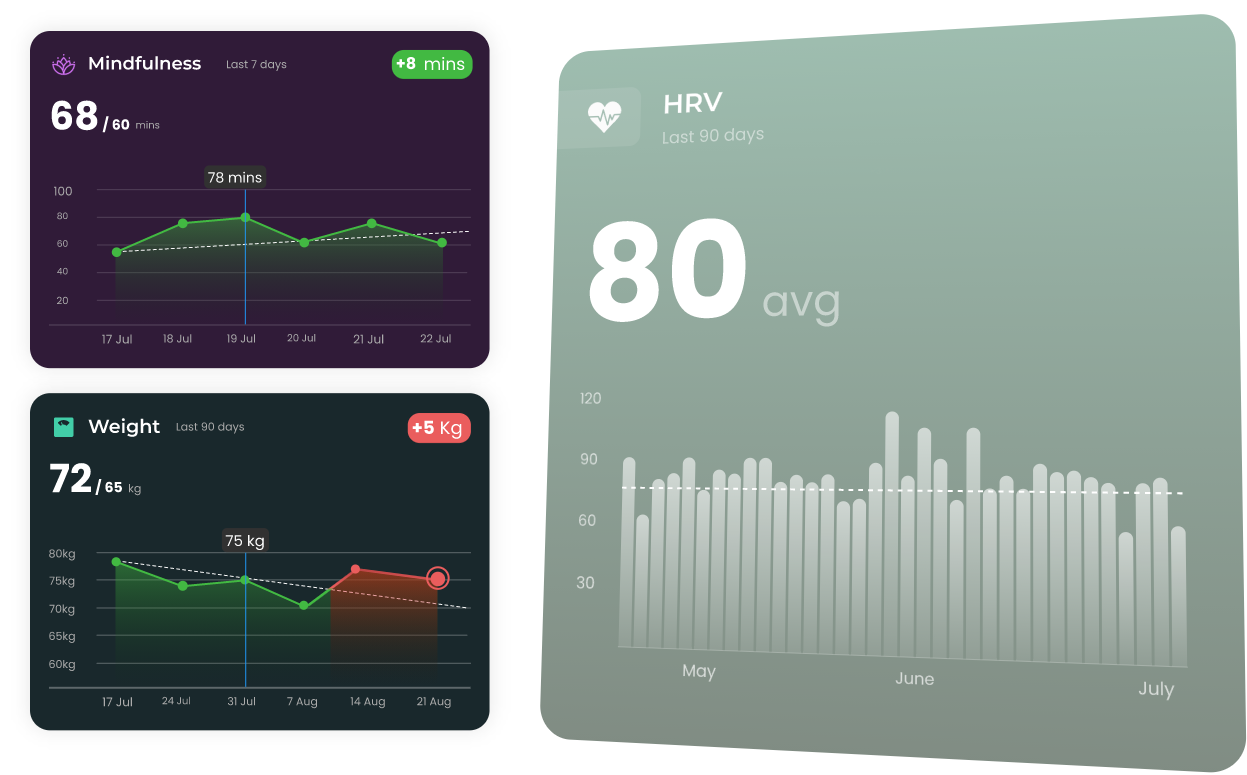 Mindfulness Last 7 days +8 mins
68 / 60 mins
78 mins
100
80
60
40
20
17 Jul 18 Jul 19 Jul 20 Jul 21 Jul 22 Jul
Weight Last 90 days +5 Kg
72 / 65 kg
75 kg
80kg
75kg
70kg
65kg
60kg
17 Jul 24 Jul 31 Jul 7 Aug 14 Aug 21 Aug
HRV
Last 90 days
80 avg
120
90
60
30
May June July